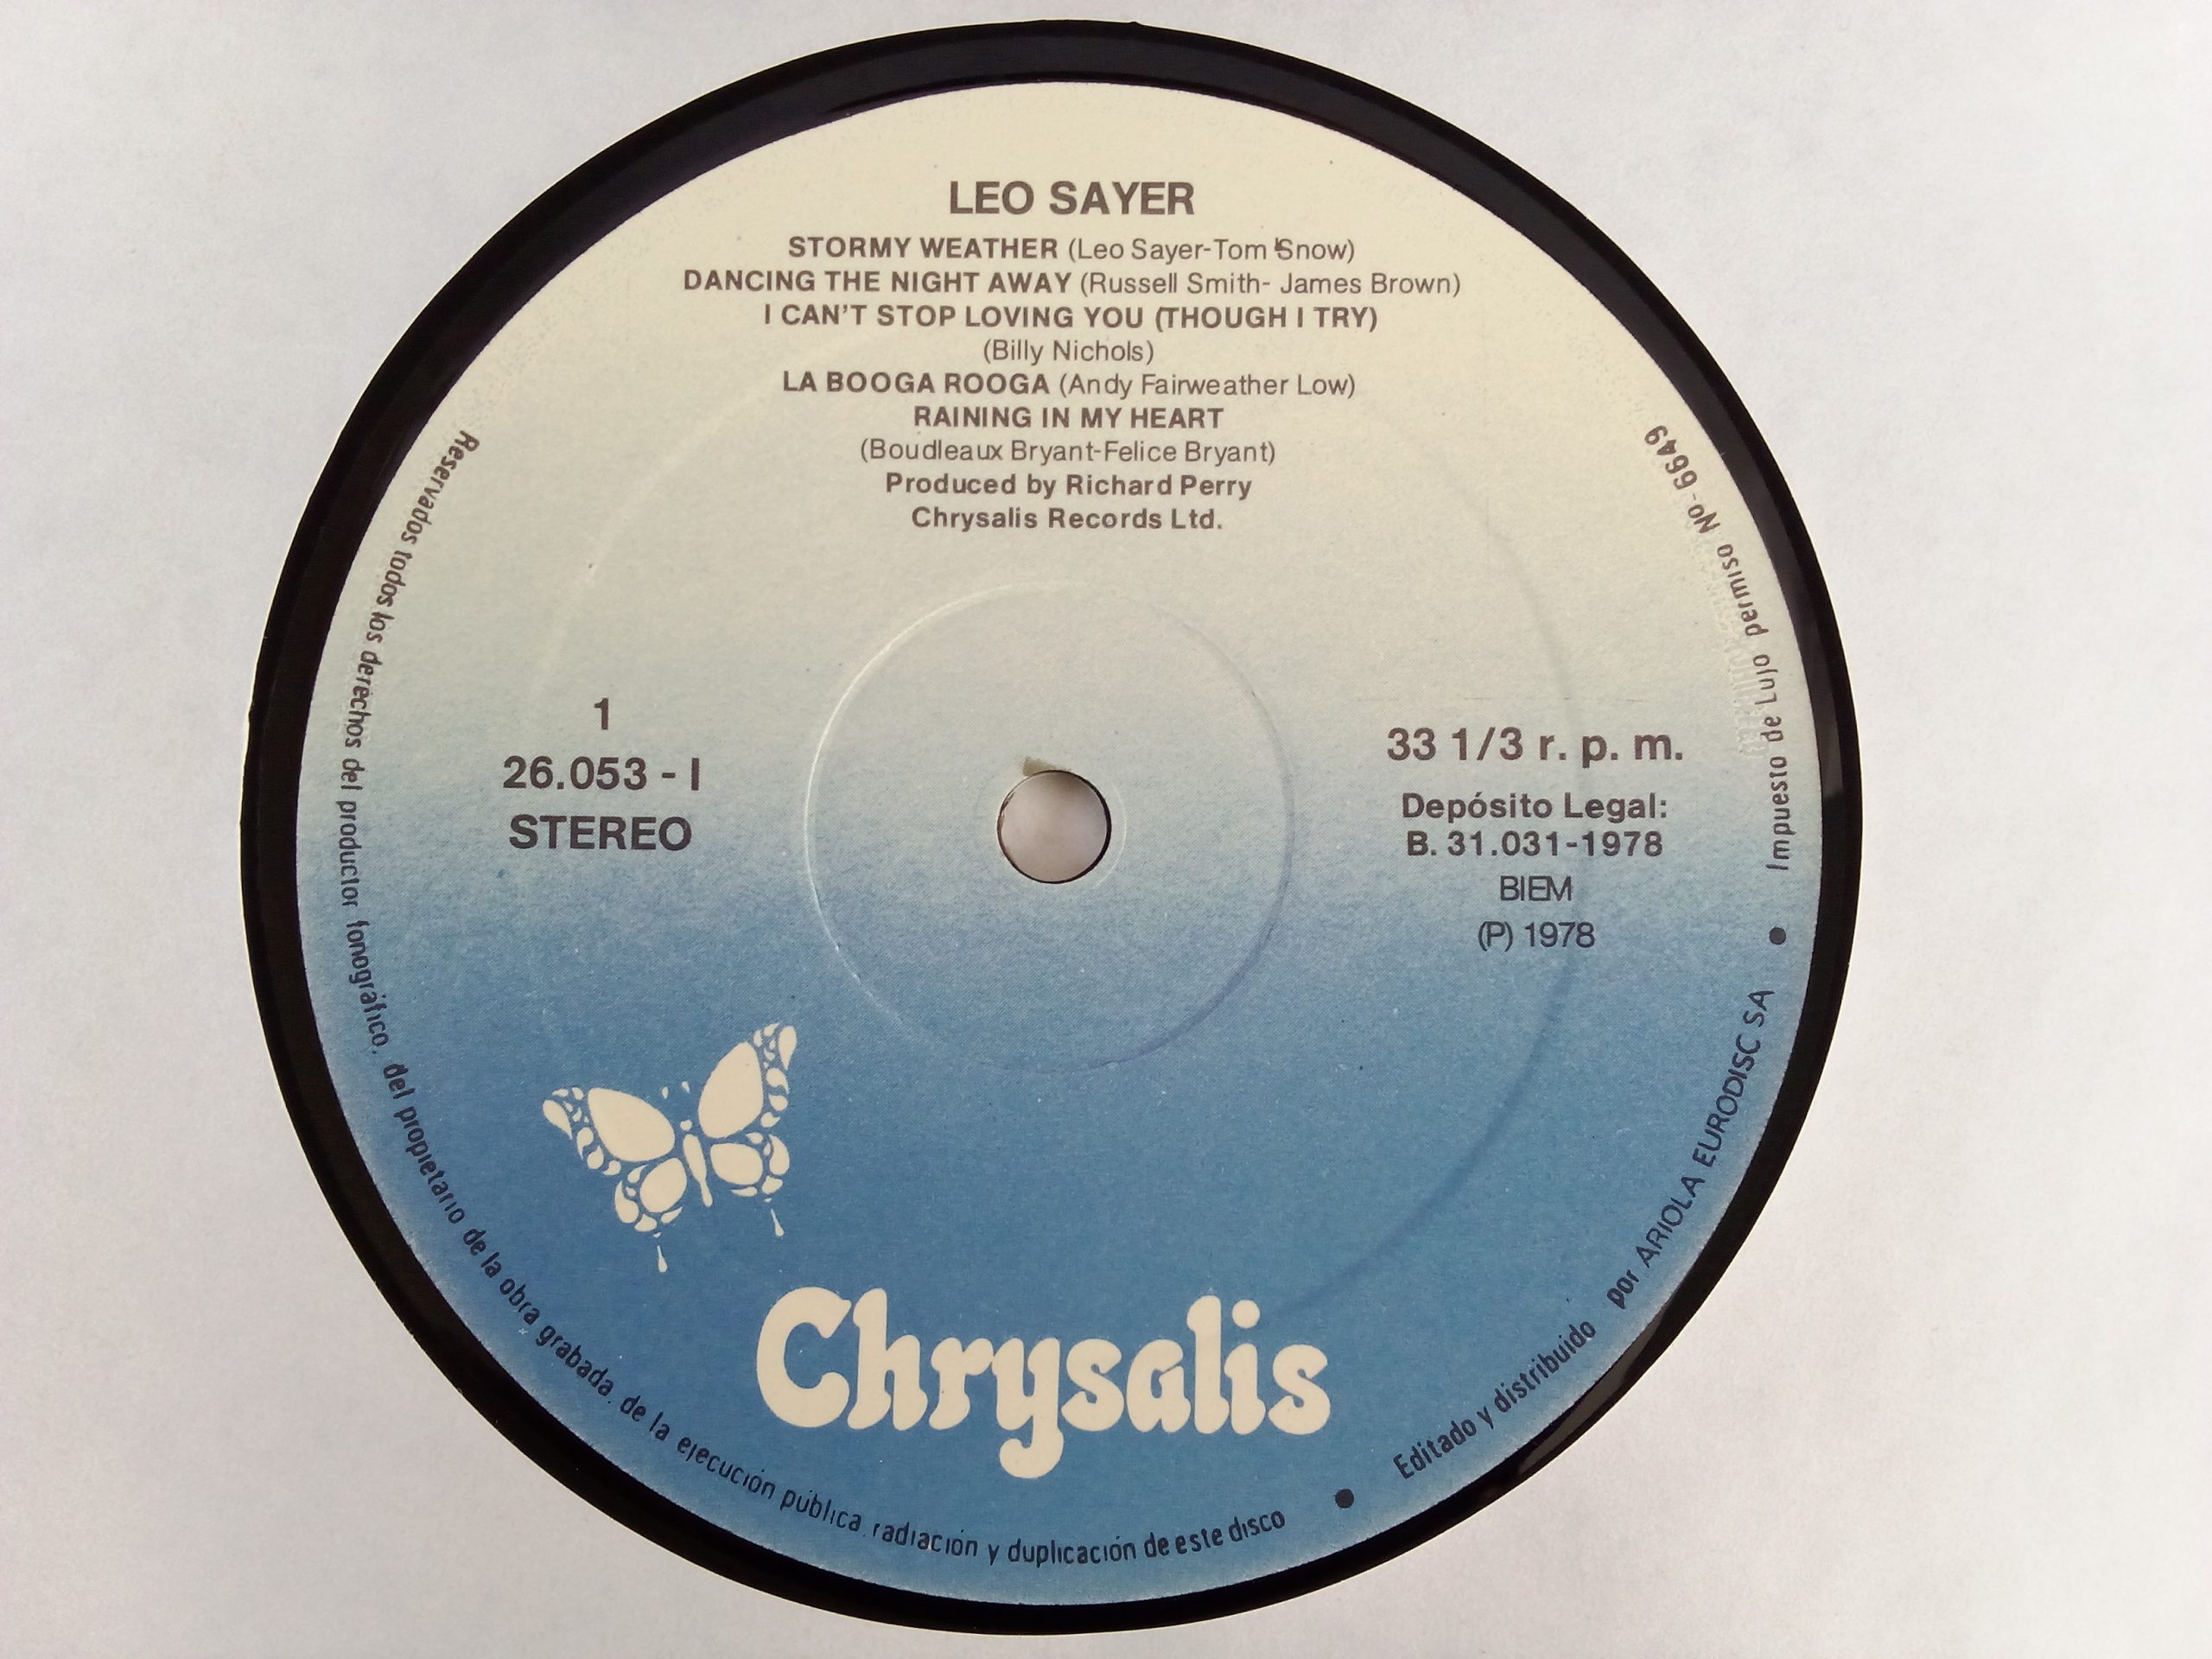 LEO SAYER
STORMY WEATHER (Leo Sayer-Tom Snow)
DANCING THE NIGHT AWAY (Russell Smith- James Brown)
I CAN'T STOP LOVING YOU (THOUGH I TRY)
(Billy Nichols)
LA BOOGA ROOGA (Andy Fairweather Low)
RAINING IN MY HEART
(Boudleaux Bryant-Felice Bryant)
Produced by Richard Perry
Chrysalis Records Ltd.
1
26.053 - I
STEREO
33 1/3 r. p. m.
Depósito Legal:
B. 31.031-1978
BIEM
(P) 1978
Chrysalis
Reservados todos los derechos del productor fonográfico, del propietario de la obra grabada, de la ejecución pública, radiación y duplicación de este disco • Editado y distribuido por ARIOLA EURODISC SA • Impuesto de Lujo permiso Nº 6649